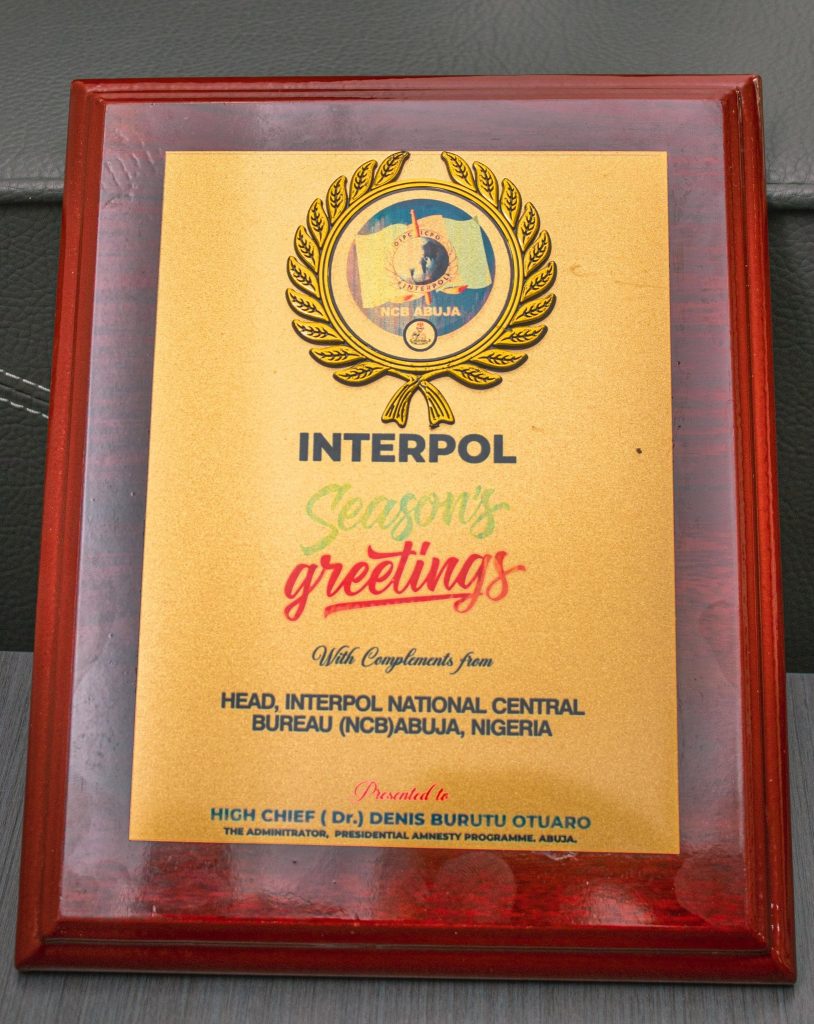 OIPC ICPO
INTERPOL
NCB ABUJA
INTERPOL
Season's
greetings
With Complements from
HEAD, INTERPOL NATIONAL CENTRAL
BUREAU (NCB)ABUJA, NIGERIA
Presented to
HIGH CHIEF ( Dr.) DENIS BURUTU OTUARO
THE ADMINITRATOR, PRESIDENTIAL AMNESTY PROGRAMME. ABUJA.